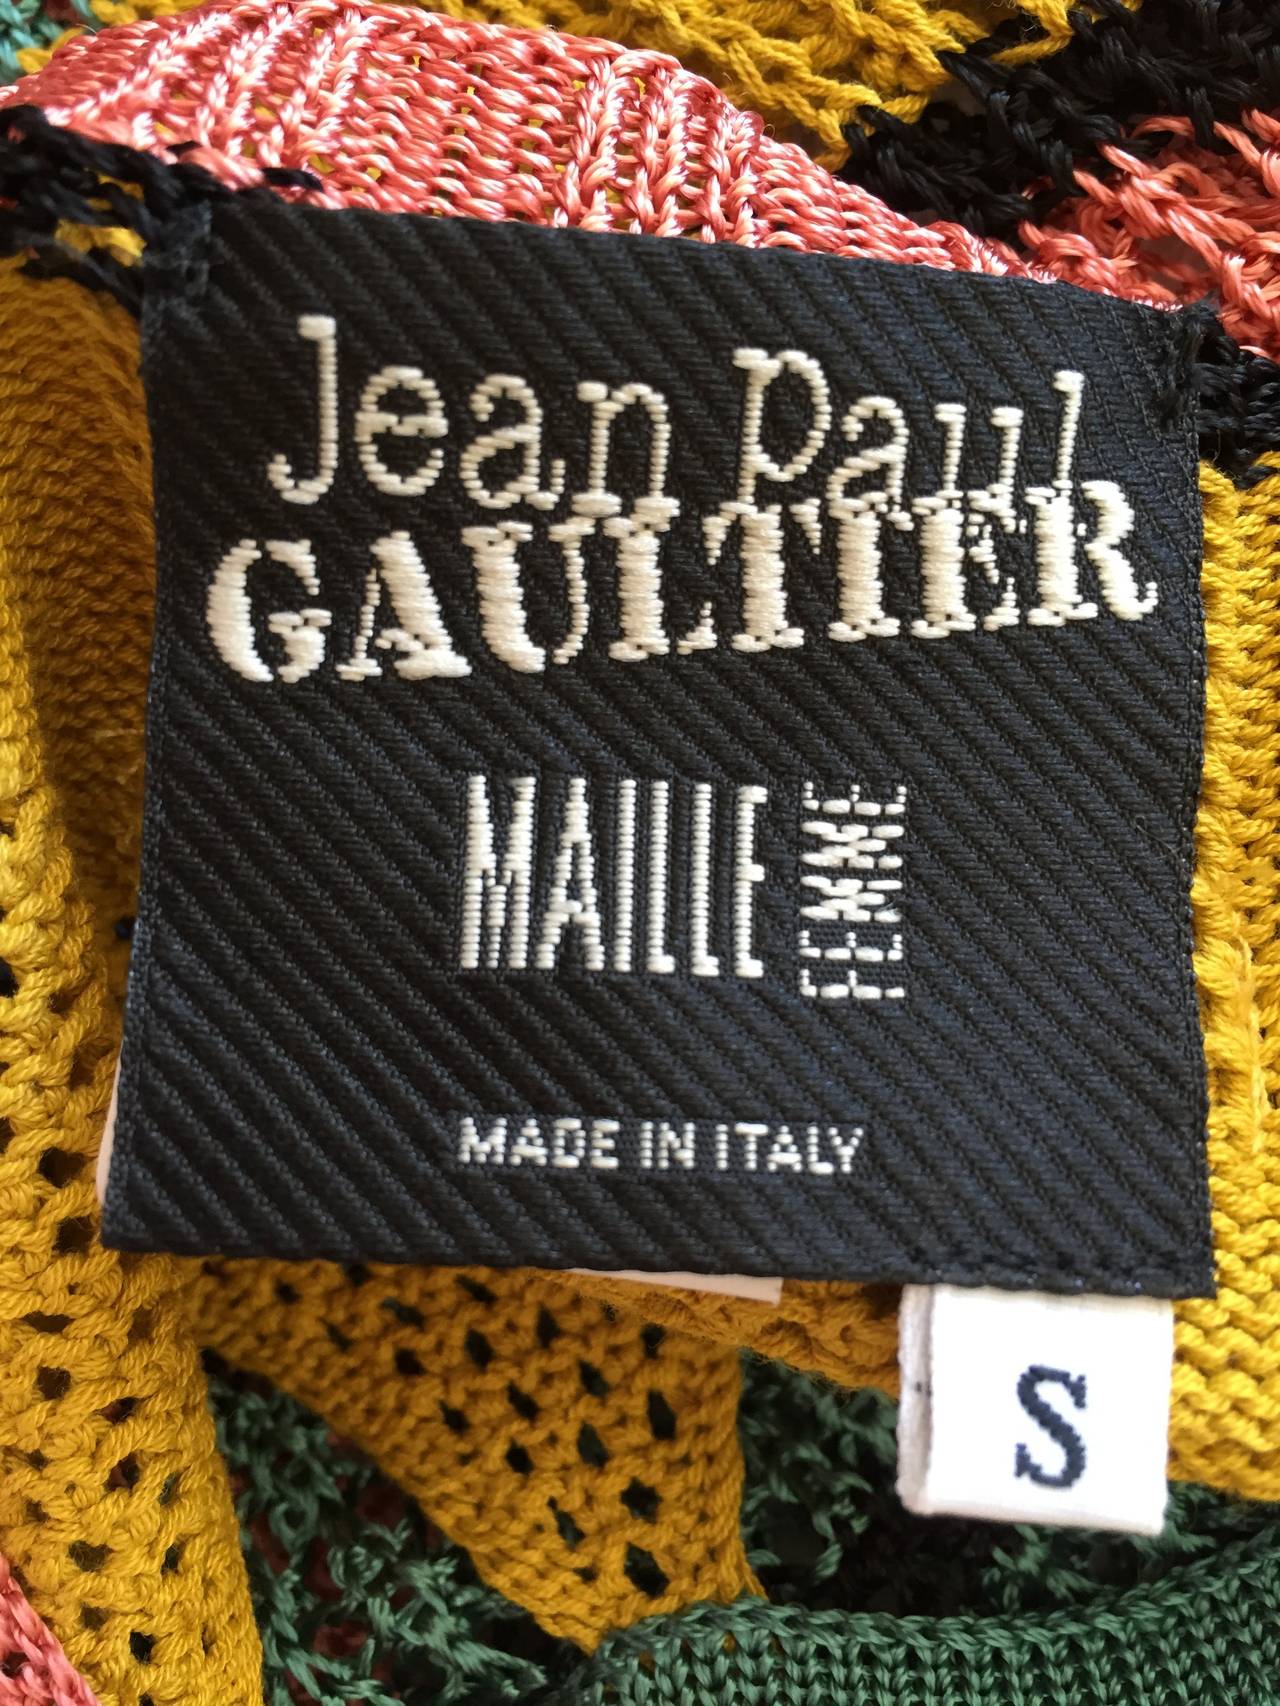 Jean Paul
GAULTIER
MAILLE FEMME
MADE IN ITALY
S